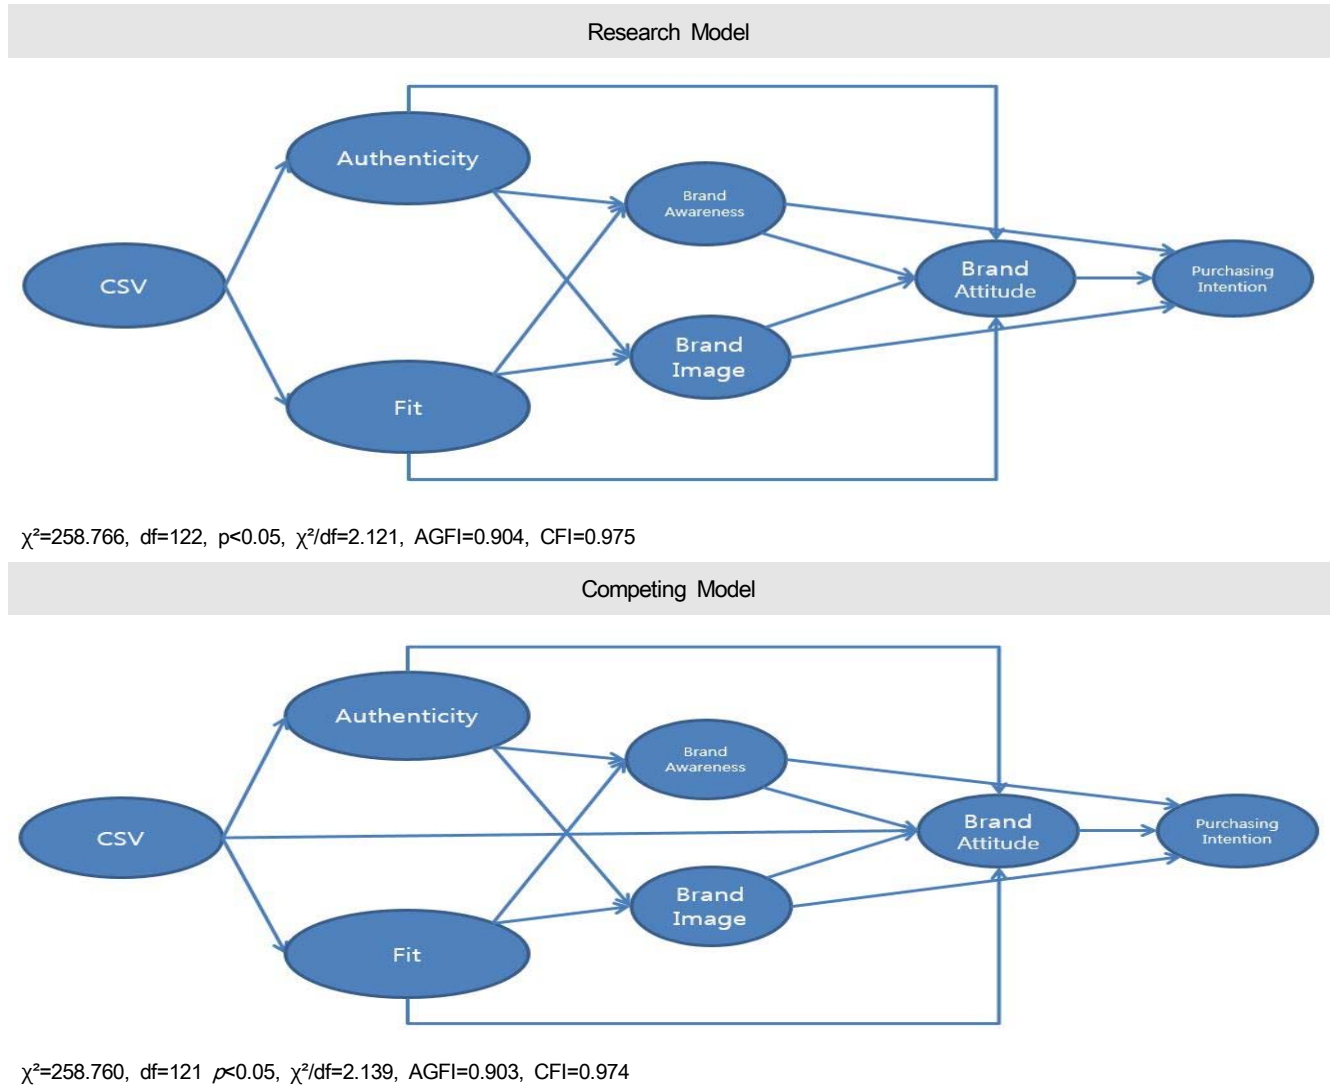 Research Model
Authenticity
Brand
Awareness
CSV
Brand
Attitude
Purchasing
Intention
Brand
Image
Fit
χ²=258.766, df=122, p<0.05, χ²/df=2.121, AGFI=0.904, CFI=0.975
Competing Model
Authenticity
Brand
Awareness
CSV
Brand
Attitude
Purchasing
Intention
Brand
Image
Fit
χ²=258.760, df=121 p<0.05, χ²/df=2.139, AGFI=0.903, CFI=0.974